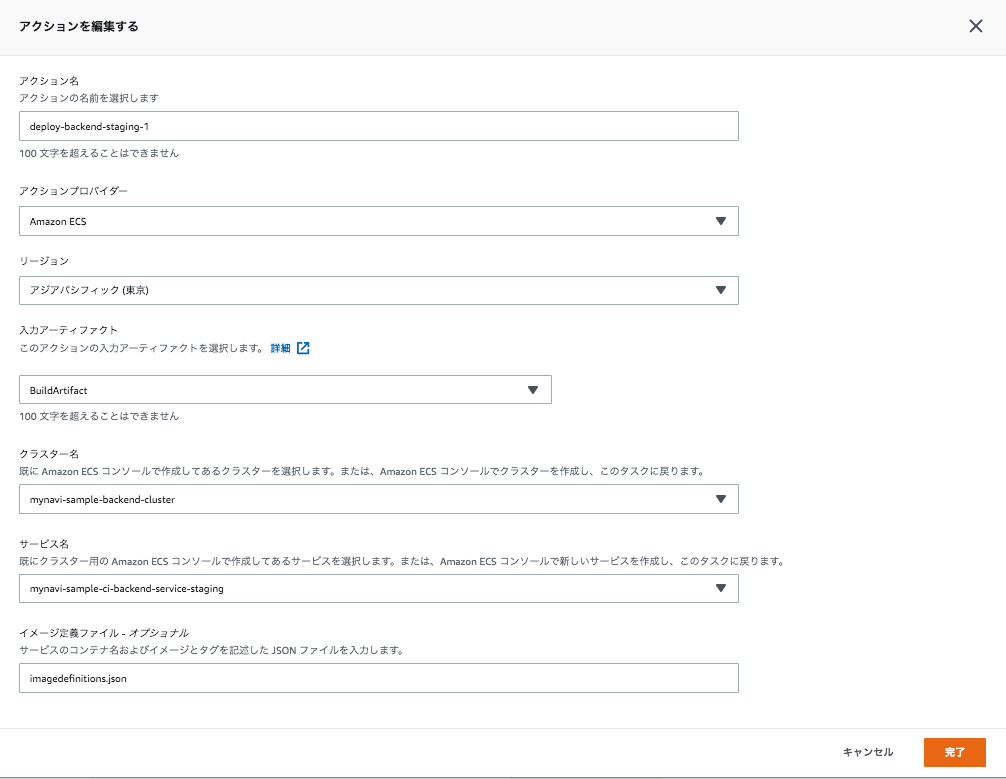 アクションを編集する
アクション名
アクションの名前を選択します
deploy-backend-staging-1
100 文字を超えることはできません
アクションプロバイダー
Amazon ECS
リージョン
アジアパシフィック (東京)
入力アーティファクト
このアクションの入力アーティファクトを選択します。 詳細
BuildArtifact
100 文字を超えることはできません
クラスター名
既に Amazon ECS コンソールで作成してあるクラスターを選択します。または、Amazon ECS コンソールでクラスターを作成し、このタスクに戻ります。
mynavi-sample-backend-cluster
サービス名
既にクラスター用の Amazon ECS コンソールで作成してあるサービスを選択します。または、Amazon ECS コンソールで新しいサービスを作成し、このタスクに戻ります。
mynavi-sample-ci-backend-service-staging
イメージ定義ファイル - オプショナル
サービスのコンテナ名およびイメージとタグを記述した JSON ファイルを入力します。
imagedefinitions.json
キャンセル 完了